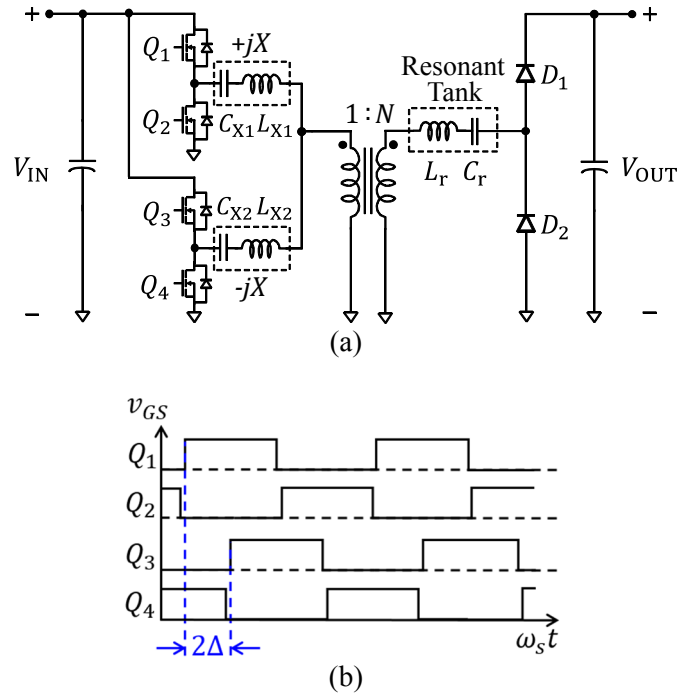 +
+
Q1
+jX
Resonant
Tank
D1
1:N
Q2
CX1 LX1
VIN
Lr Cr
VOUT
Q3
CX2 LX2
D2
Q4
-jX
−
−
(a)
vGS
Q1
Q2
Q3
Q4
2Δ
ωst
(b)